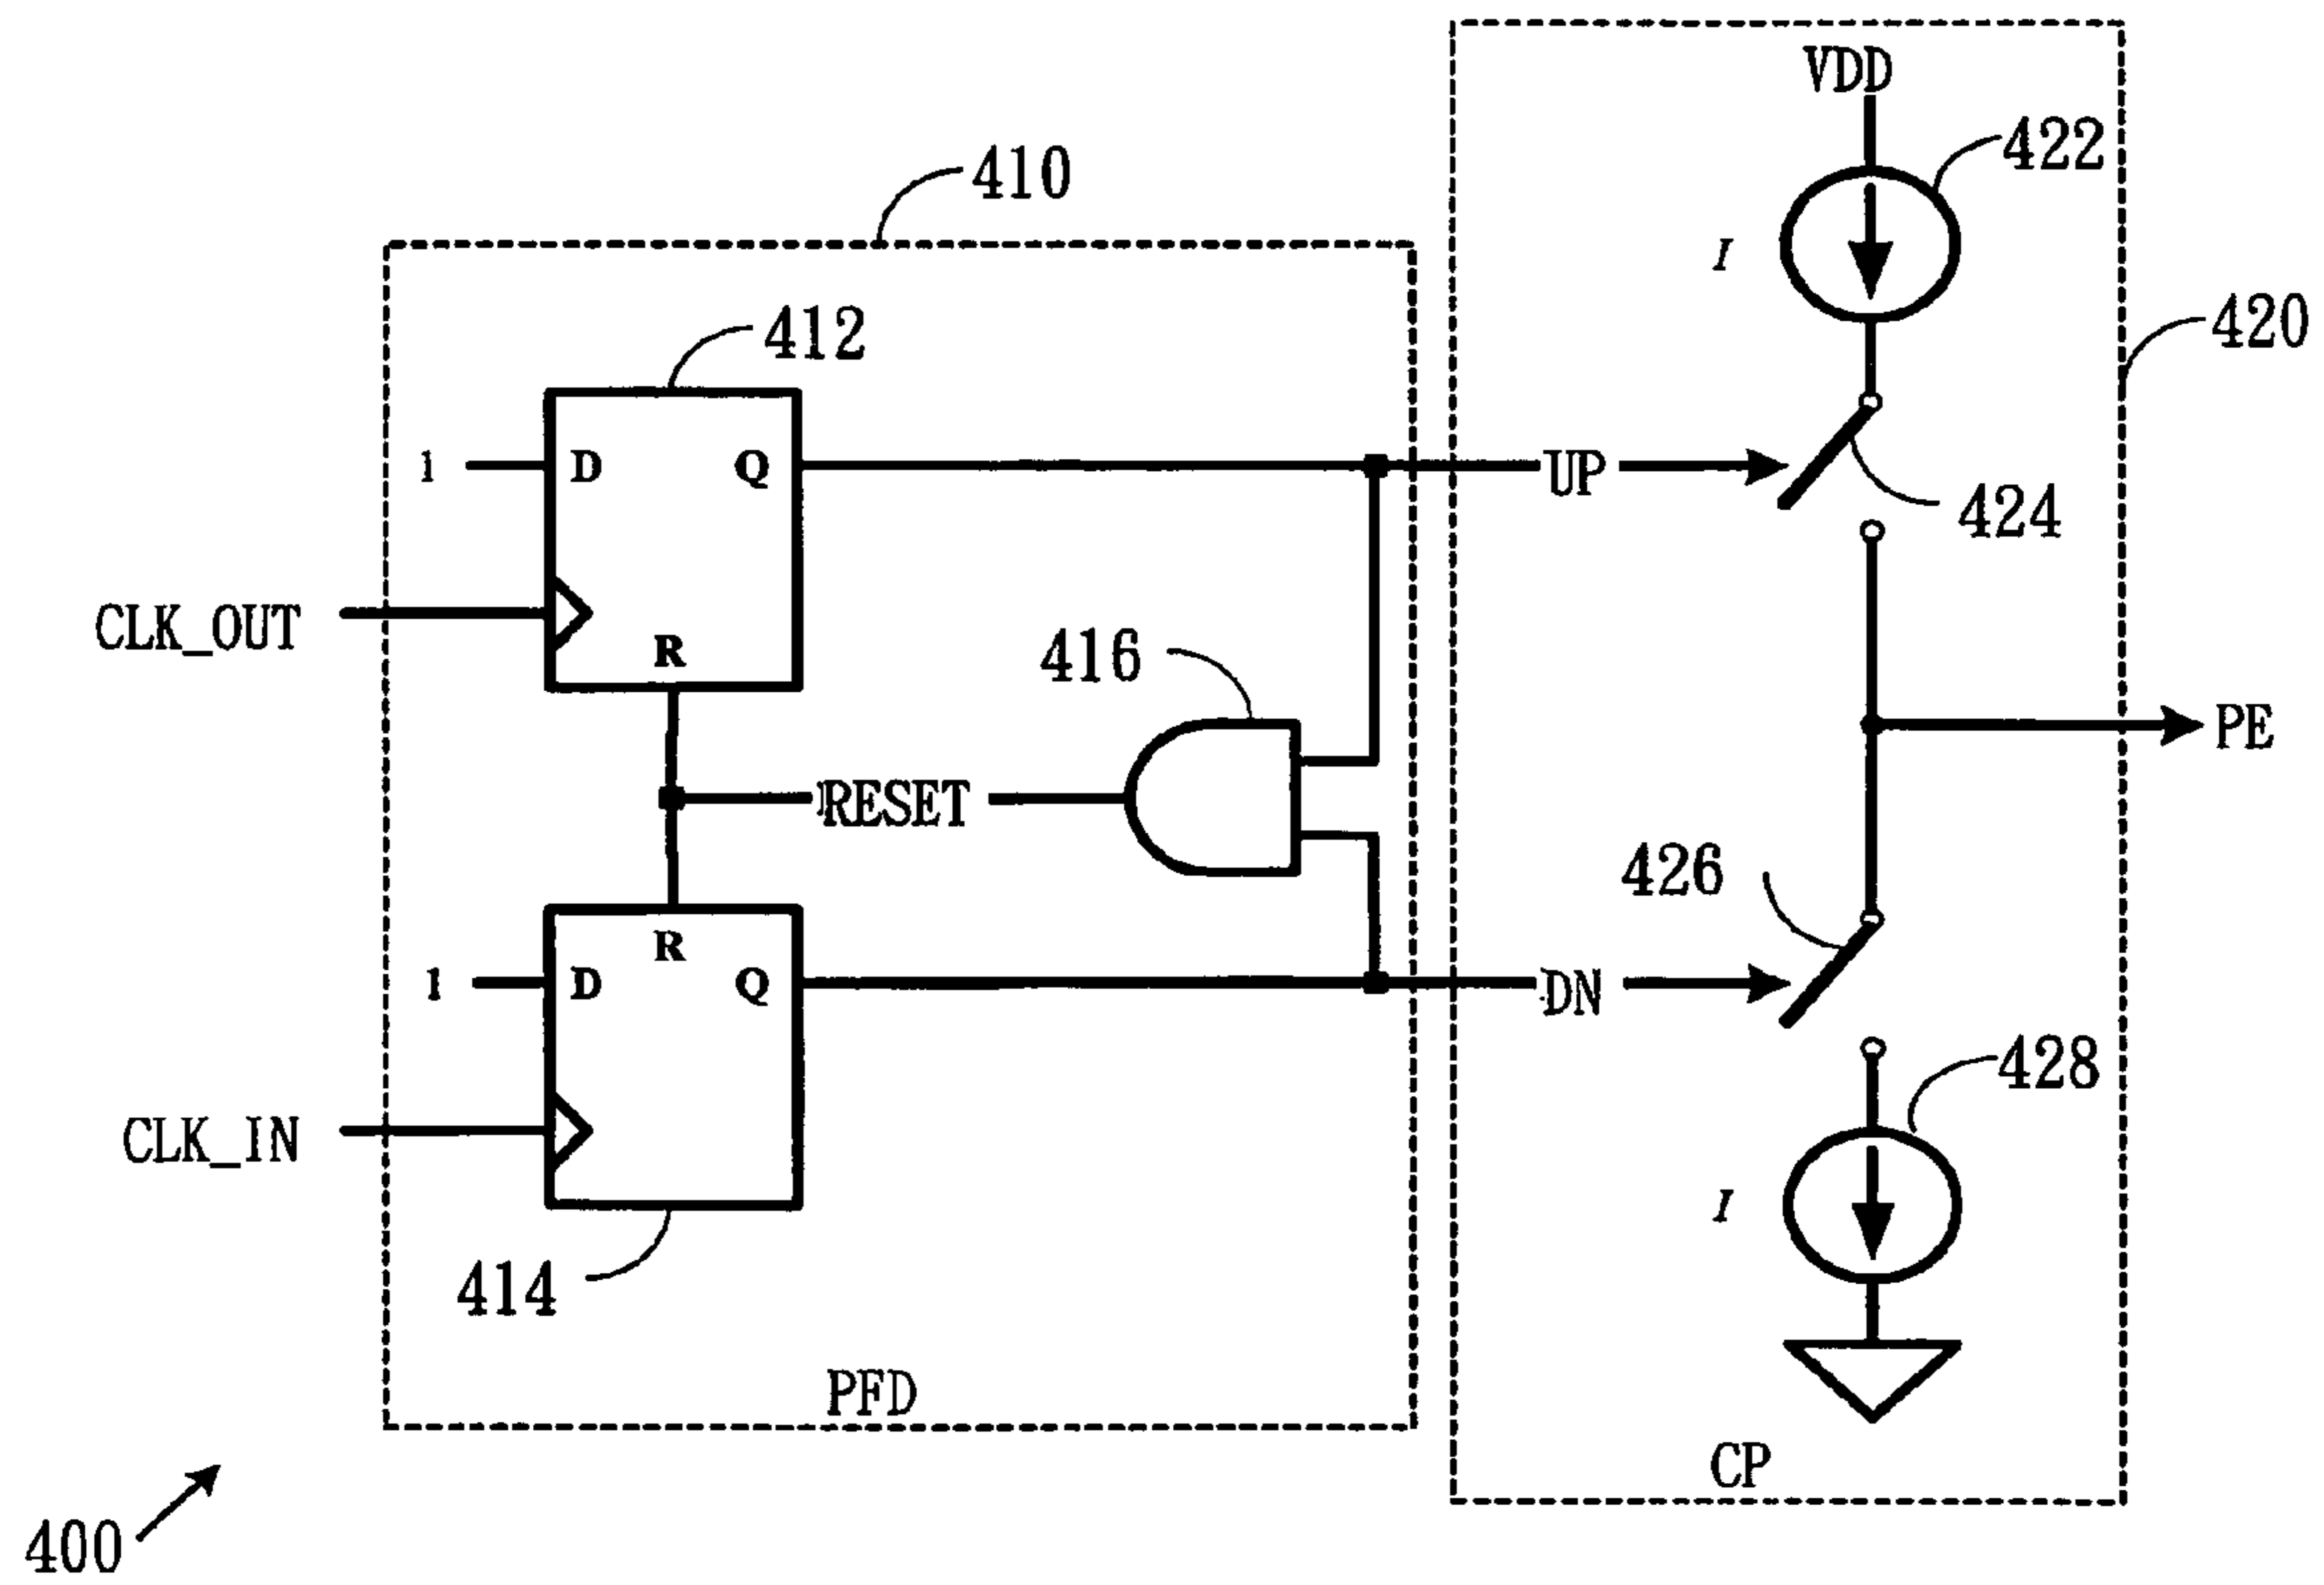 VDD
422
410
I
420
412
1
D
Q
UP
424
CLK_OUT
R
416
PE
RESET
426
R
1
D
Q
DN
428
CLK_IN
I
414
PFD
CP
400